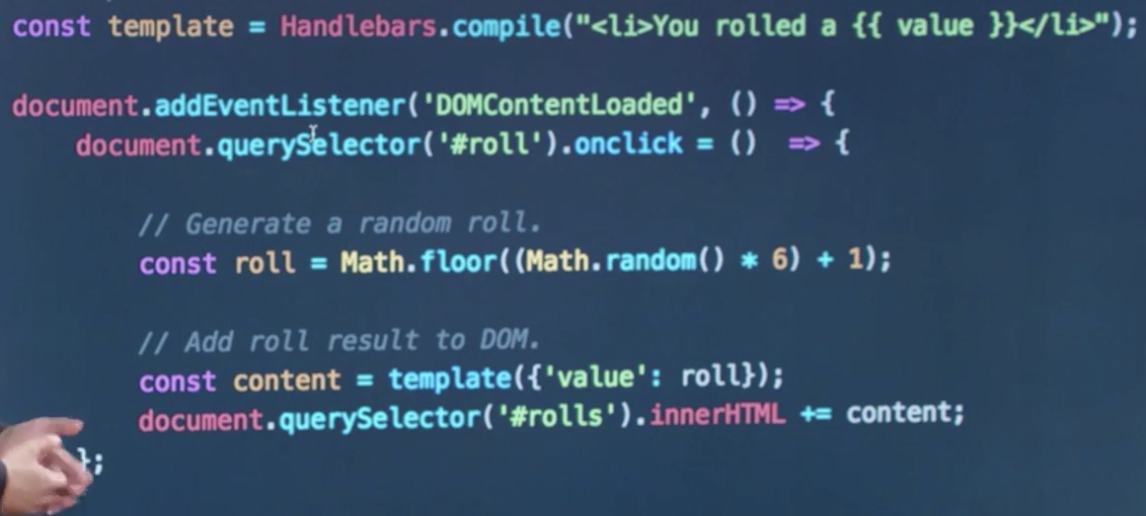 const template = Handlebars.compile("<li>You rolled a {{ value }}</li>");
document.addEventListener('DOMContentLoaded', () => {
    document.querySelector('#roll').onclick = ()  => {
        // Generate a random roll.
        const roll = Math.floor((Math.random() * 6) + 1);
        // Add roll result to DOM.
        const content = template({'value': roll});
        document.querySelector('#rolls').innerHTML += content;
    };